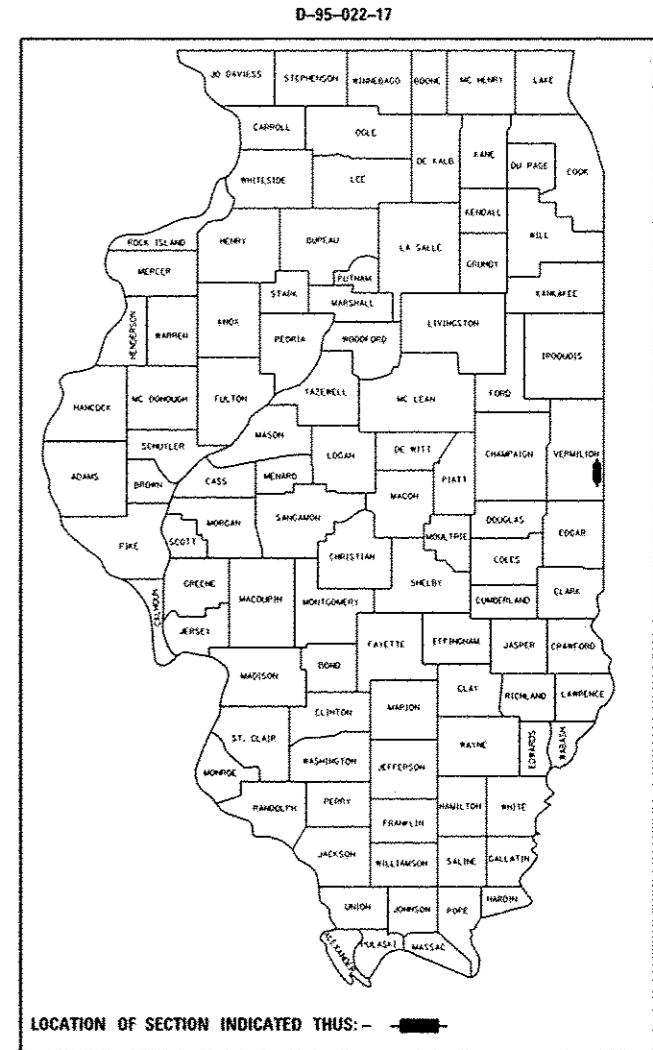 D-95-022-17
JO DAVIESS STEPHENSON WINNEBAGO BOONE MC HENRY LAKE
CARROLL OGLE DE KALB KANE DU PAGE COOK
WHITESIDE LEE
KENDALL
ROCK ISLAND HENRY BUREAU LA SALLE WILL
MERCER PUTNAM GRUNDY
STARK MARSHALL KANKAKEE
HENDERSON WARREN KNOX PEORIA WOODFORD LIVINGSTON
IROQUOIS
HANCOCK MC DONOUGH FULTON TAZEWELL MC LEAN FORD
MASON
SCHUYLER LOGAN DE WITT CHAMPAIGN VERMILION
ADAMS BROWN CASS MENARD MACON PIATT
PIKE SCOTT MORGAN SANGAMON MOULTRIE DOUGLAS EDGAR
CHRISTIAN COLES
GREENE SHELBY
CALHOUN MACOUPIN MONTGOMERY CUMBERLAND CLARK
JERSEY FAYETTE EFFINGHAM JASPER CRAWFORD
MADISON BOND
CLAY RICHLAND LAWRENCE
CLINTON MARION
ST. CLAIR WAYNE EDWARDS WABASH
MONROE WASHINGTON JEFFERSON
RANDOLPH PERRY HAMILTON WHITE
FRANKLIN
JACKSON WILLIAMSON SALINE GALLATIN
HARDIN
UNION JOHNSON POPE
ALEXANDER PULASKI MASSAC
LOCATION OF SECTION INDICATED THUS: -